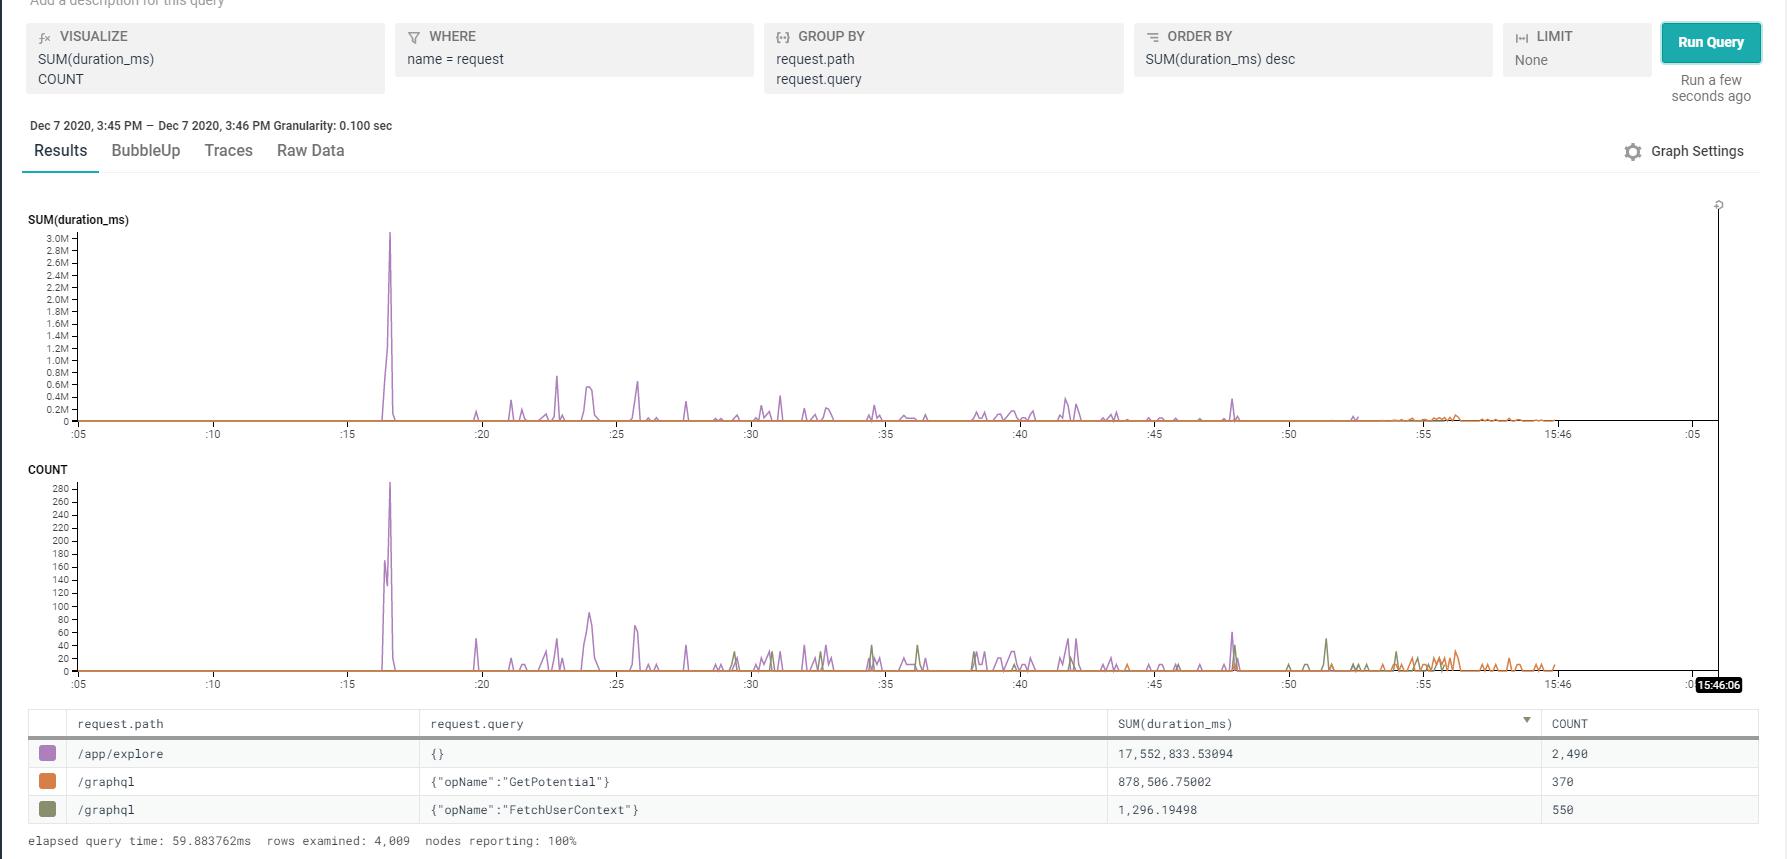 Add a description for this query
VISUALIZE
SUM(duration_ms)
COUNT
WHERE
name = request
GROUP BY
request.path
request.query
ORDER BY
SUM(duration_ms) desc
LIMIT
None
Run Query
Run a few
seconds ago
Dec 7 2020, 3:45 PM – Dec 7 2020, 3:46 PM Granularity: 0.100 sec
Results BubbleUp Traces Raw Data
Graph Settings
SUM(duration_ms)
3.0M
2.8M
2.6M
2.4M
2.2M
2.0M
1.8M
1.6M
1.4M
1.2M
1.0M
0.8M
0.6M
0.4M
0.2M
0
:05 :10 :15 :20 :25 :30 :35 :40 :45 :50 :55 15:46 :05
COUNT
280
260
240
220
200
180
160
140
120
100
80
60
40
20
0
:05 :10 :15 :20 :25 :30 :35 :40 :45 :50 :55 15:46 :0 15:46:06
request.path request.query SUM(duration_ms) COUNT
/app/explore {} 17,552,833.53094 2,490
/graphql {"opName":"GetPotential"} 878,506.75002 370
/graphql {"opName":"FetchUserContext"} 1,296.19498 550
elapsed query time: 59.883762ms rows examined: 4,009 nodes reporting: 100%